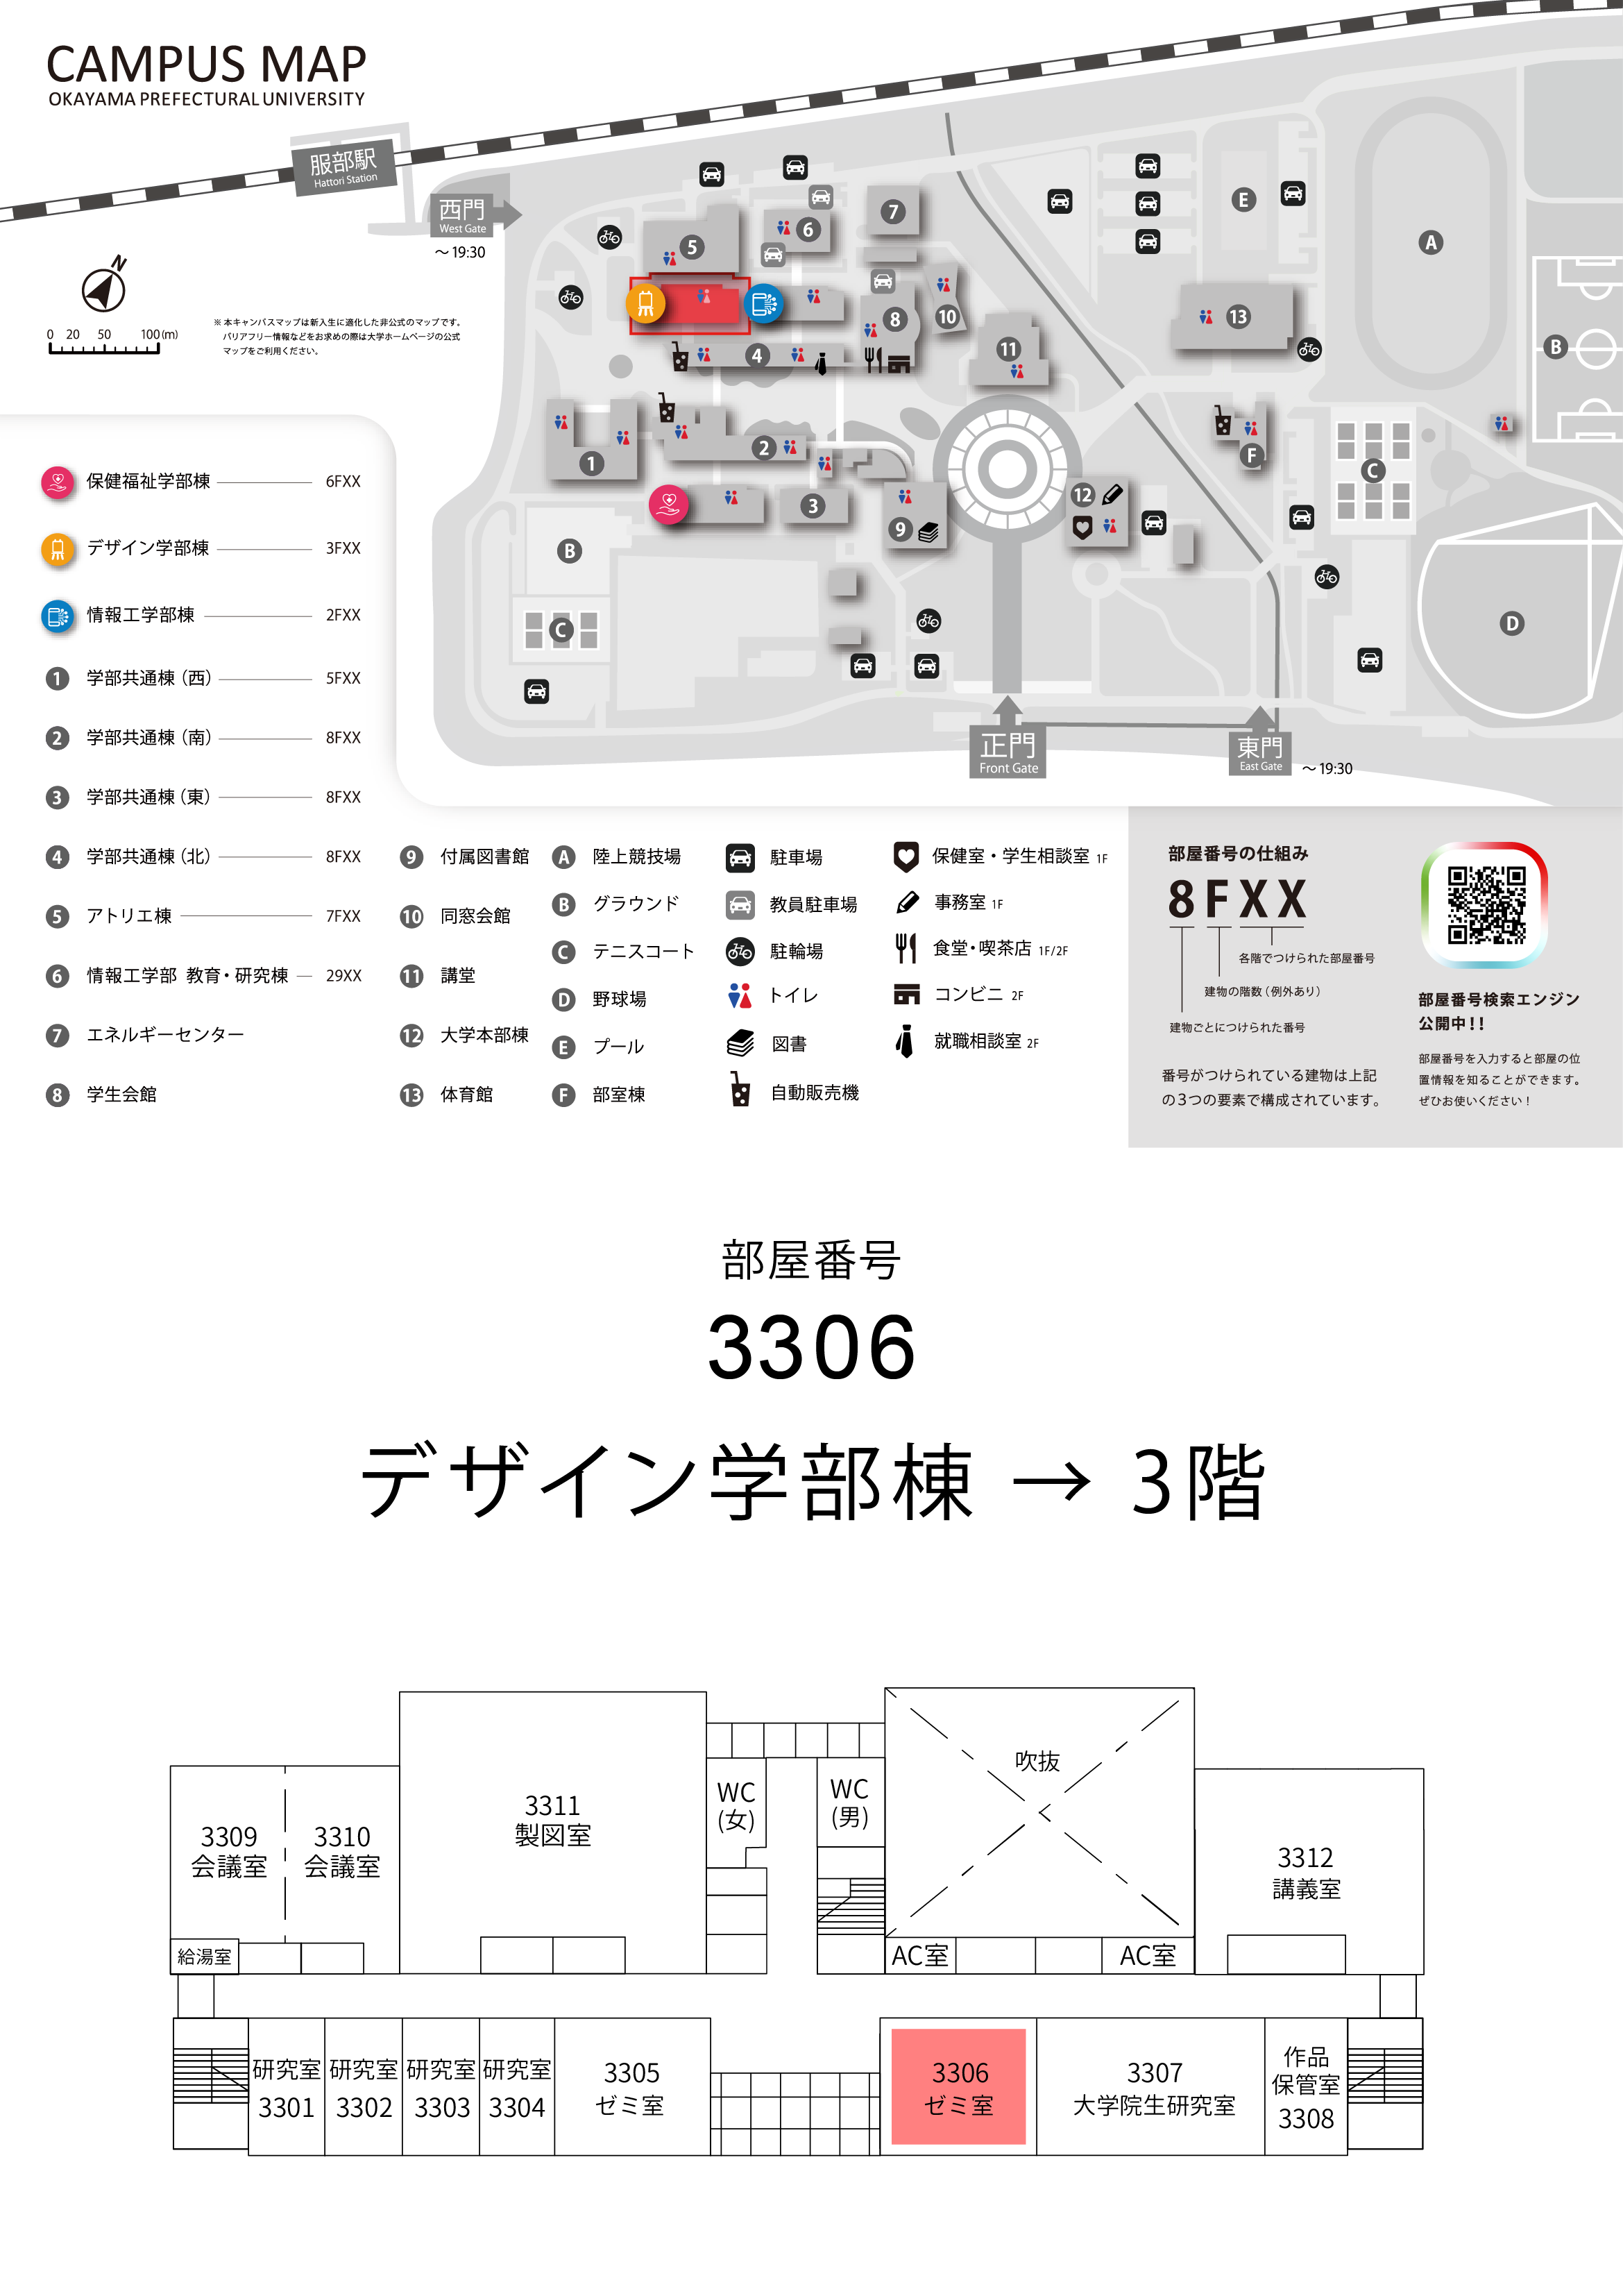 CAMPUS MAP
OKAYAMA PREFECTURAL UNIVERSITY
服部駅
Hattori Station
西門
West Gate
～19:30
N
0 20 50 100(m)
※ 本キャンパスマップは新入生に適化した非公式のマップです。
バリアフリー情報などをお求めの際は大学ホームページの公式
マップをご利用ください。
5
6
7
4
8
10
11
13
E
A
B
1
2
3
9
12
F
C
B
C
D
正門
Front Gate
東門
East Gate
～19:30
保健福祉学部棟 6FXX
デザイン学部棟 3FXX
情報工学部棟 2FXX
1 学部共通棟（西） 5FXX
2 学部共通棟（南） 8FXX
3 学部共通棟（東） 8FXX
4 学部共通棟（北） 8FXX
5 アトリエ棟 7FXX
6 情報工学部 教育・研究棟 29XX
7 エネルギーセンター
8 学生会館
9 付属図書館
10 同窓会館
11 講堂
12 大学本部棟
13 体育館
A 陸上競技場
B グラウンド
C テニスコート
D 野球場
E プール
F 部室棟
駐車場
教員駐車場
駐輪場
トイレ
図書
自動販売機
保健室・学生相談室 1F
事務室 1F
食堂・喫茶店 1F/2F
コンビニ 2F
就職相談室 2F
部屋番号の仕組み
8FXX
各階でつけられた部屋番号
建物の階数（例外あり）
建物ごとにつけられた番号
番号がつけられている建物は上記
の3つの要素で構成されています。
部屋番号検索エンジン
公開中！！
部屋番号を入力すると部屋の位
置情報を知ることができます。
ぜひお使いください！
部屋番号
3306
デザイン学部棟 → 3階
3309
会議室
3310
会議室
給湯室
3311
製図室
WC
(女)
WC
(男)
吹抜
AC室
AC室
3312
講義室
研究室
3301
研究室
3302
研究室
3303
研究室
3304
3305
ゼミ室
3306
ゼミ室
3307
大学院生研究室
作品
保管室
3308